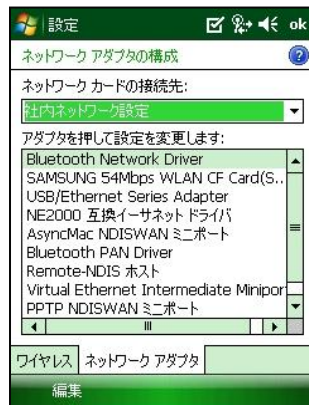 設定
ok
ネットワーク アダプタの構成
ネットワーク カードの接続先:
社内ネットワーク設定
アダプタを押して設定を変更します:
Bluetooth Network Driver
SAMSUNG 54Mbps WLAN CF Card(S..
USB/Ethernet Series Adapter
NE2000 互換イーサネット ドライバ
AsyncMac NDISWAN ミニポート
Bluetooth PAN Driver
Remote-NDIS ホスト
Virtual Ethernet Intermediate Minipor
PPTP NDISWAN ミニポート
ワイヤレス ネットワーク アダプタ
編集